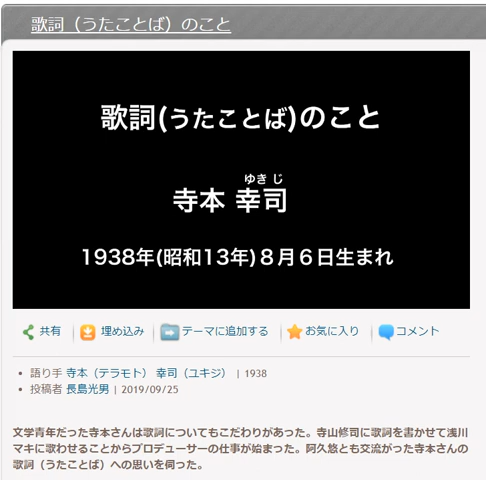 歌詞（うたことば）のこと
歌詞(うたことば)のこと
ゆき じ
寺本 幸司
1938年(昭和13年)８月６日生まれ
共有 埋め込み テーマに追加する お気に入り コメント
語り手 寺本（テラモト） 幸司（ユキジ） | 1938
投稿者 長島光男 | 2019/09/25
文学青年だった寺本さんは歌詞についてもこだわりがあった。寺山修司に歌詞を書かせて浅川
マキに歌わせることからプロデューサーの仕事が始まった。阿久悠とも交流がった寺本さんの
歌詞（うたことば）への思いを伺った。